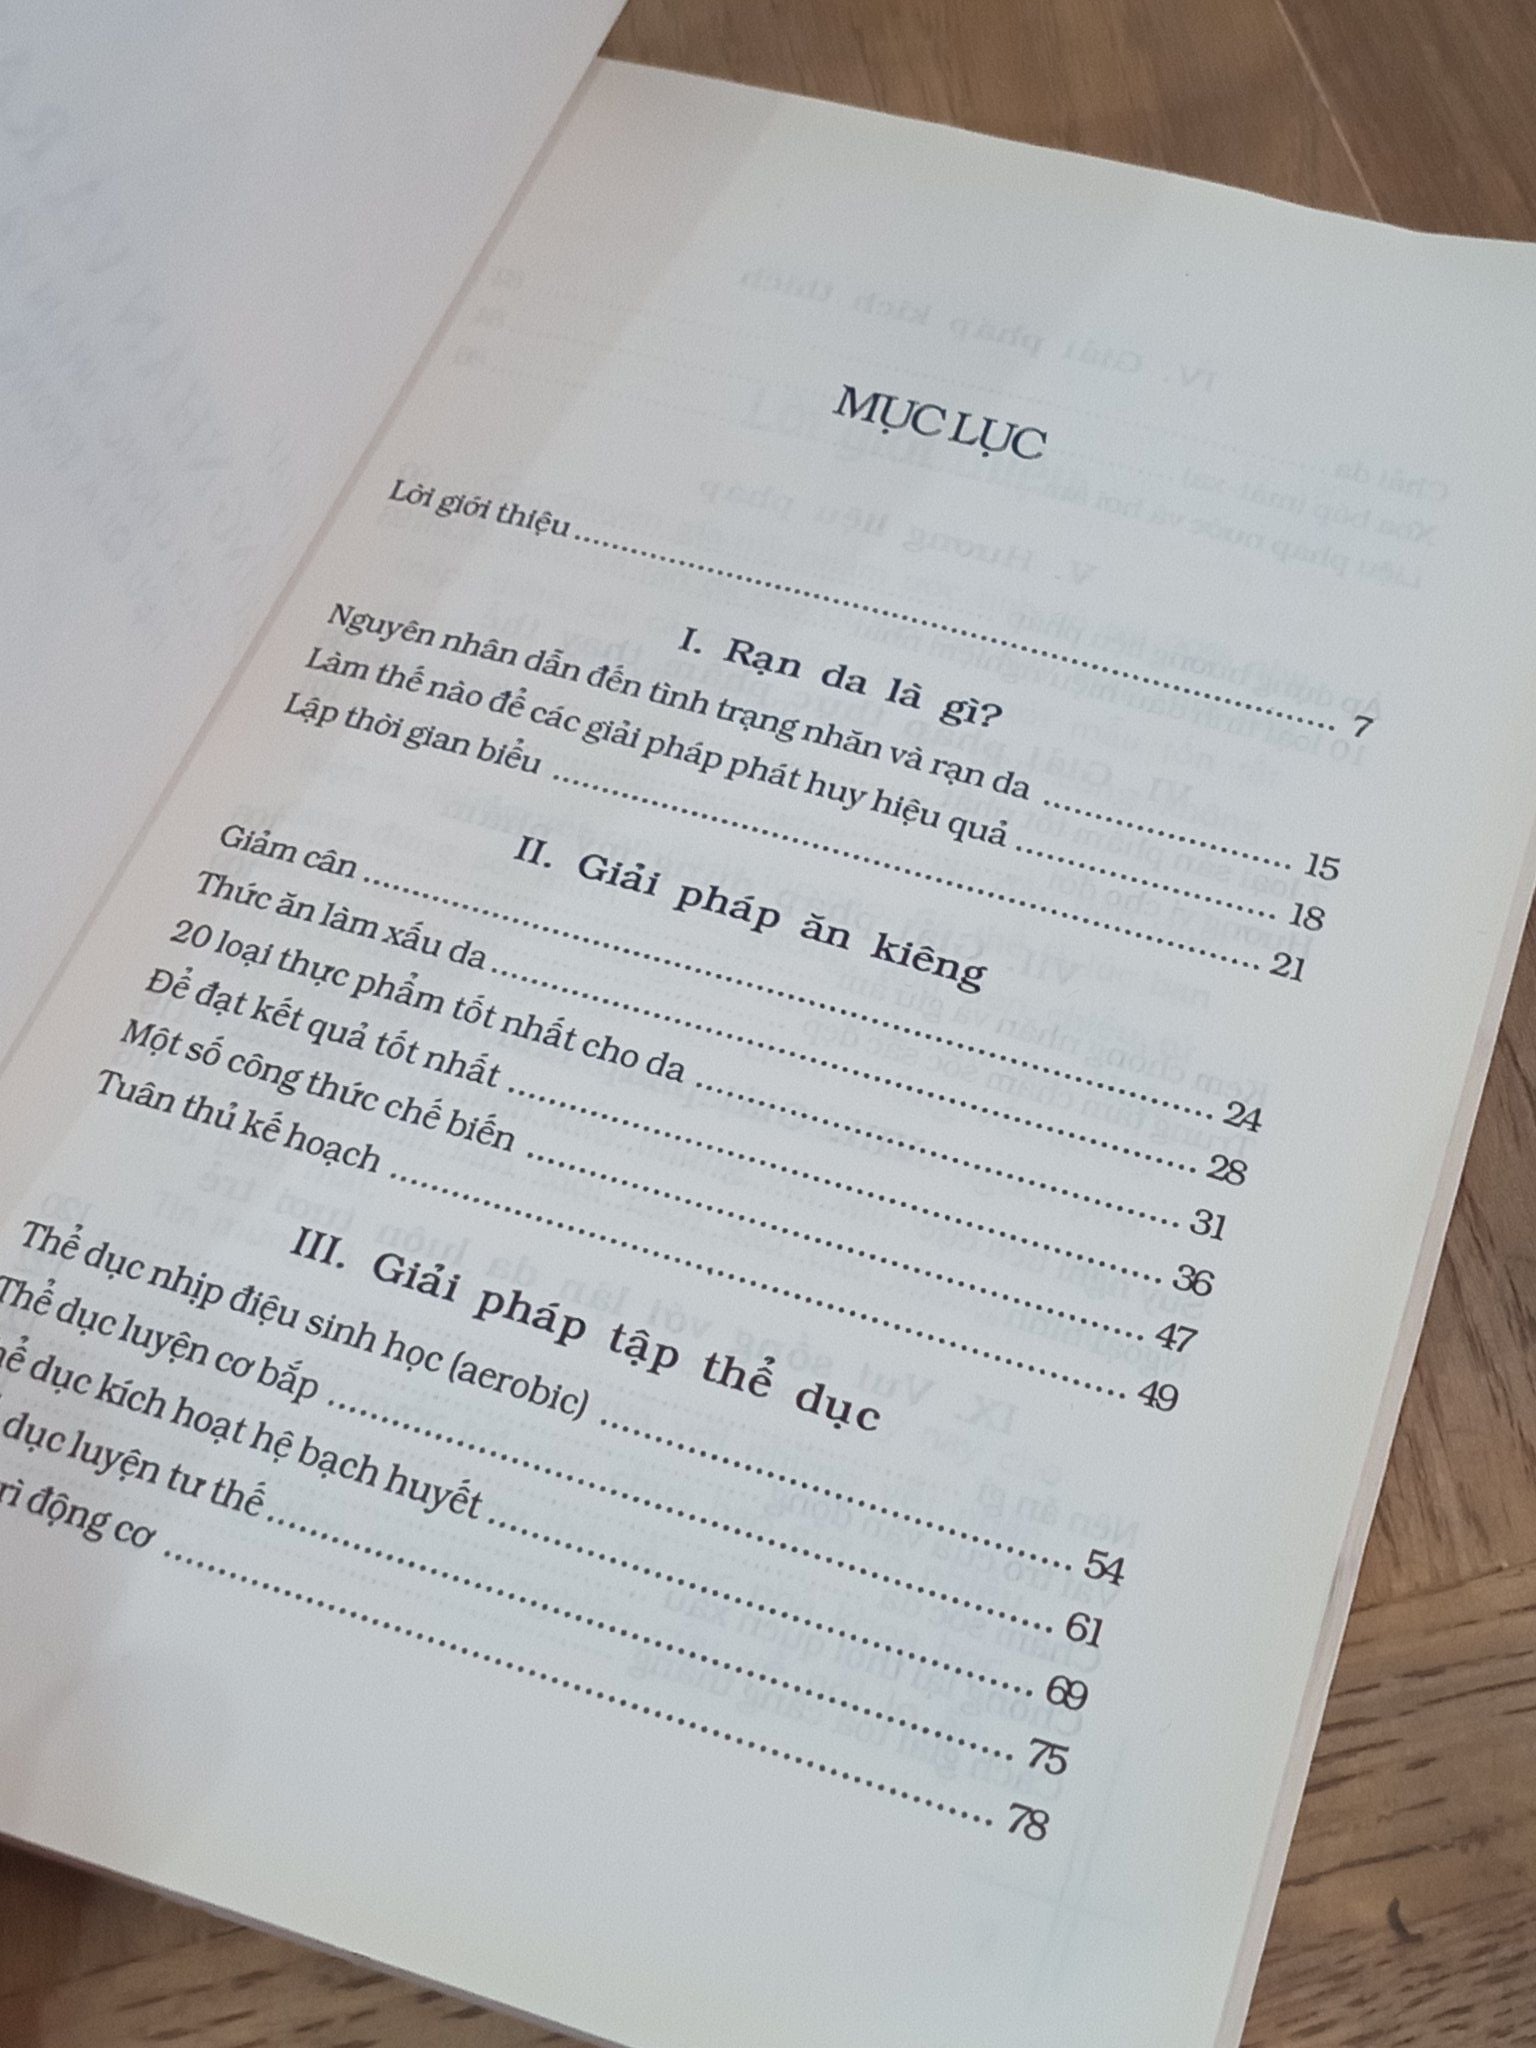 MỤC LỤC
Lời giới thiệu ........ 7
I. Rạn da là gì?
Nguyên nhân dẫn đến tình trạng nhăn và rạn da ........ 15
Làm thế nào để các giải pháp phát huy hiệu quả ........ 18
Lập thời gian biểu ........ 21
II. Giải pháp ăn kiêng
Giảm cân ........ 24
Thức ăn làm xấu da ........ 28
20 loại thực phẩm tốt nhất cho da ........ 31
Để đạt kết quả tốt nhất ........ 36
Một số công thức chế biến ........ 47
Tuân thủ kế hoạch ........ 49
III. Giải pháp tập thể dục
Thể dục nhịp điệu sinh học (aerobic) ........ 54
Thể dục luyện cơ bắp ........ 61
dục kích hoạt hệ bạch huyết ........ 69
dục luyện tư thế ........ 75
động cơ ........ 78